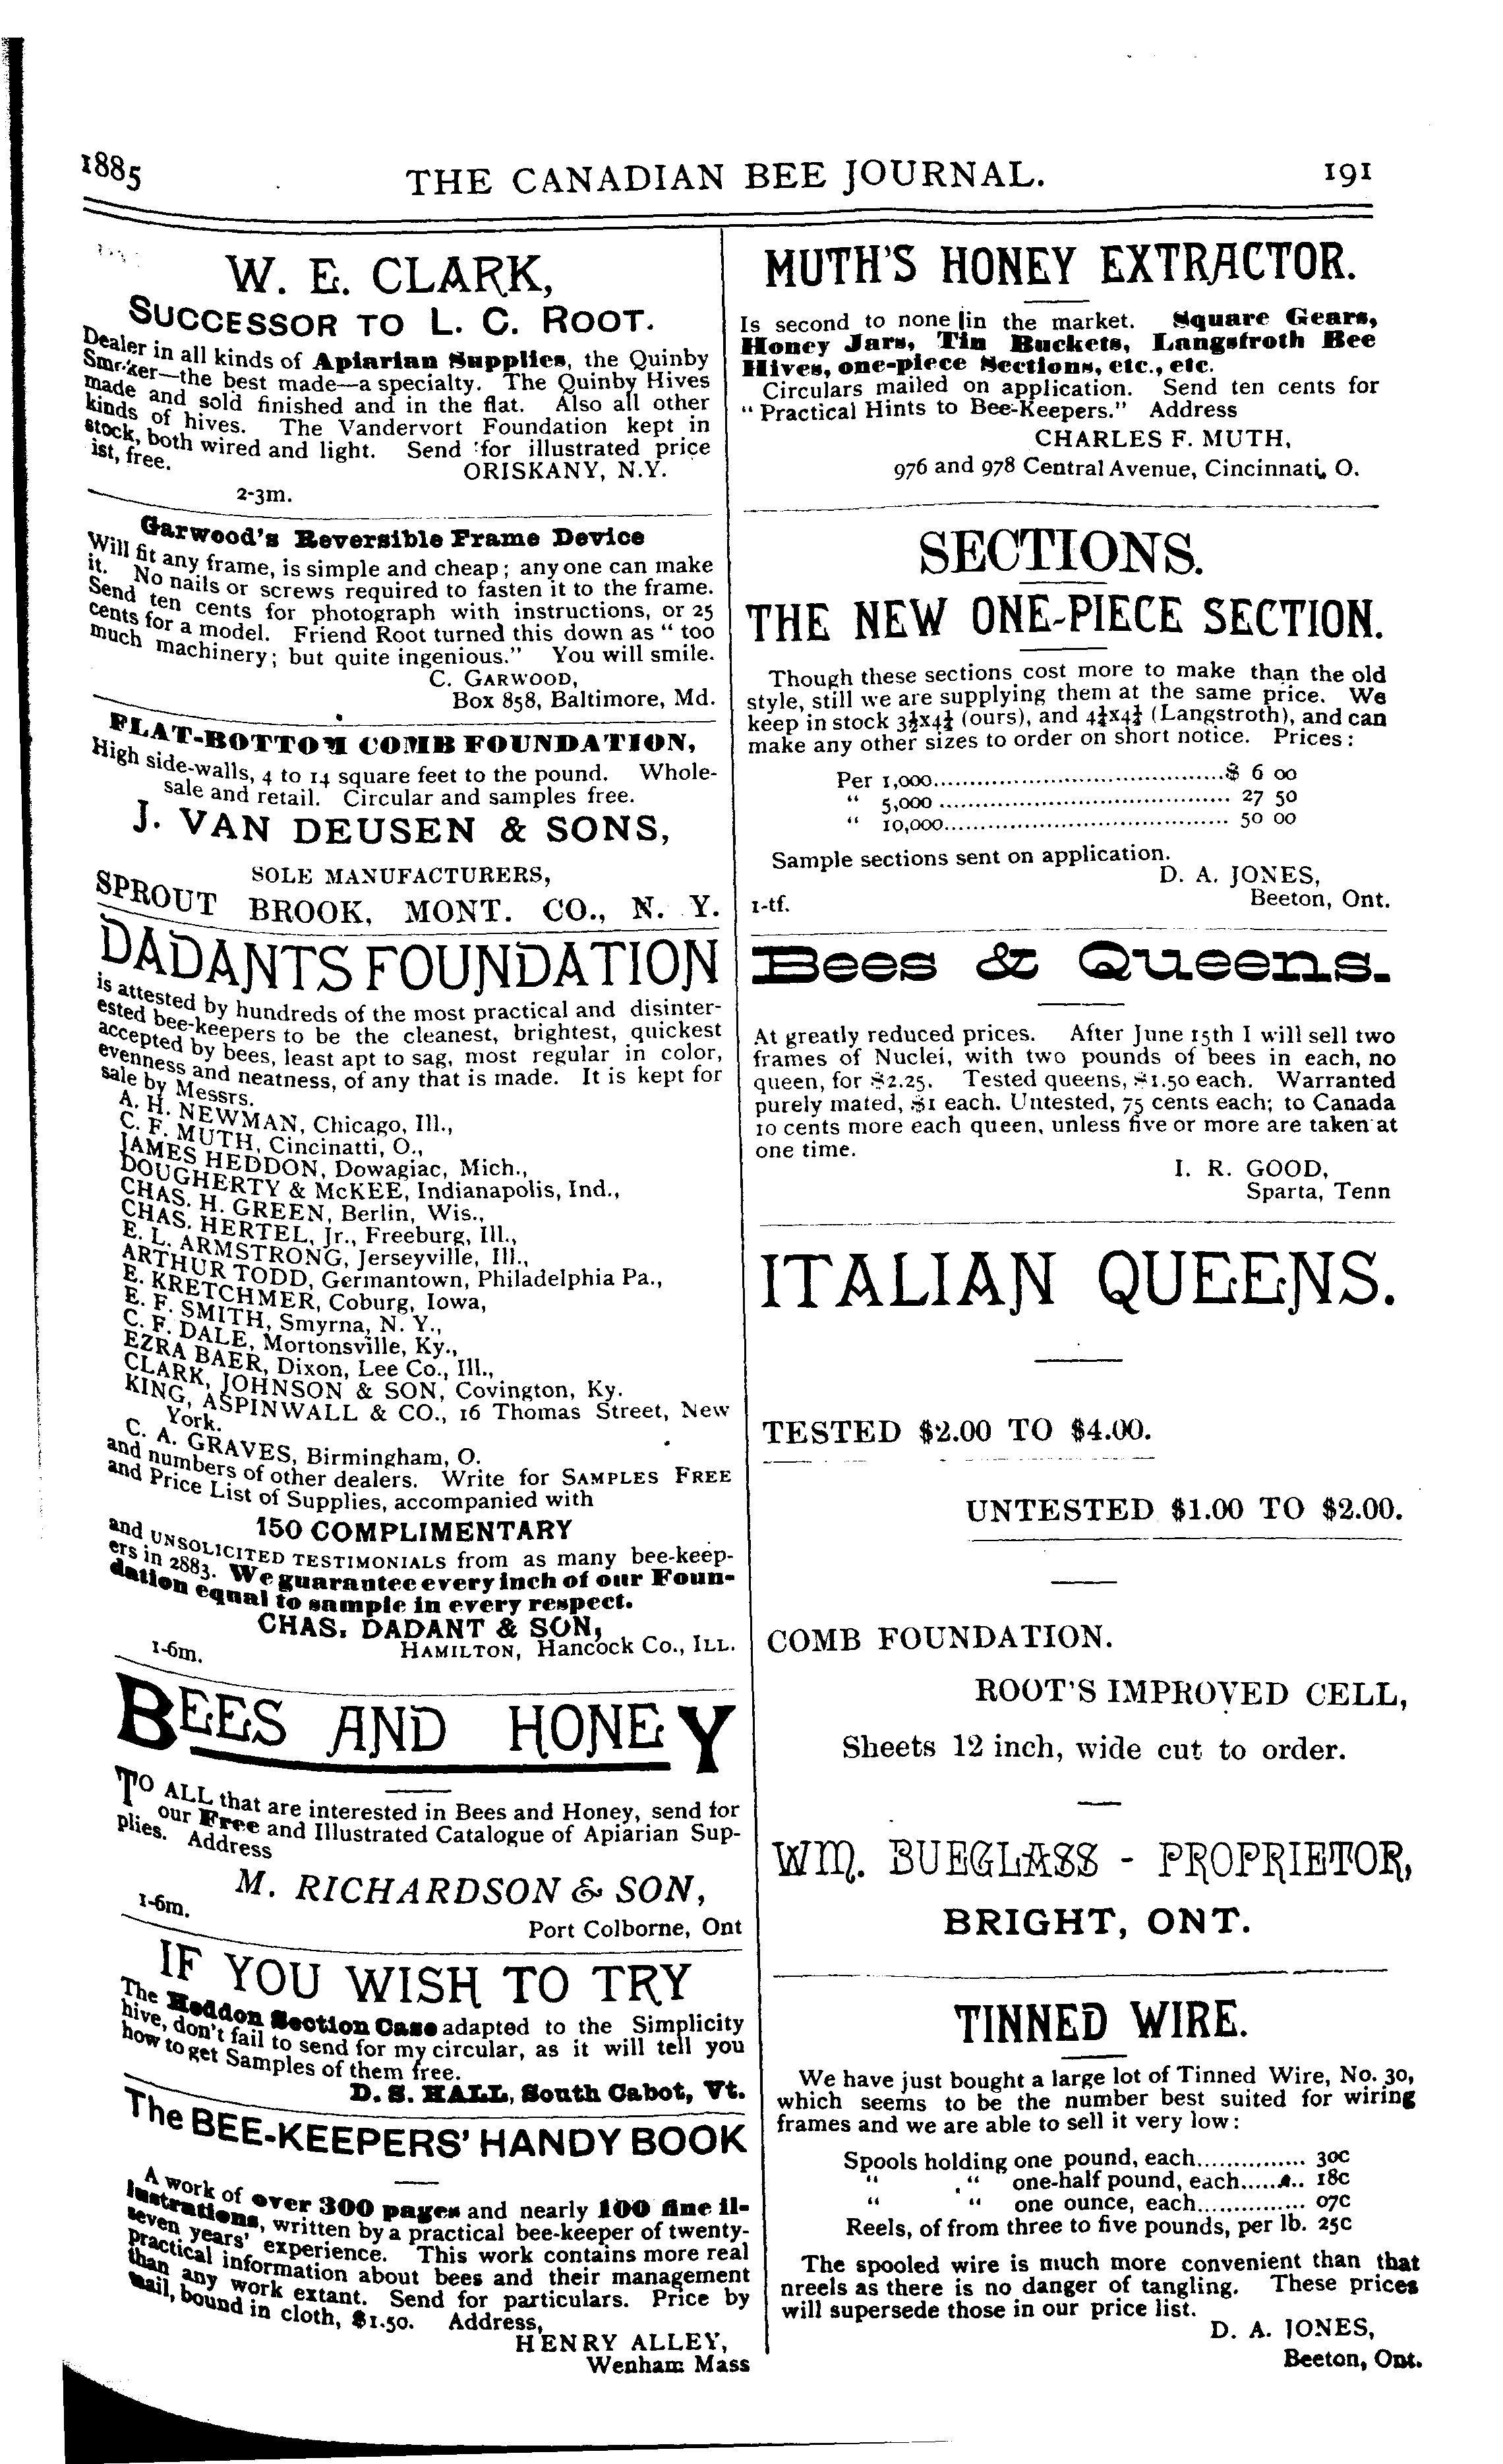 1885
THE CANADIAN BEE JOURNAL.
191
W. E. CLARK,
SUCCESSOR TO L. C. ROOT.
Dealer in all kinds of Apiarian Supplies, the Quinby
Smoker—the best made—a specialty. The Quinby Hives
made and sold finished and in the flat. Also all other
kinds of hives. The Vandervort Foundation kept in
stock, both wired and light. Send for illustrated price
ist, free.
ORISKANY, N.Y.
2-3m.
Garwood's Reversible Frame Device
Will fit any frame, is simple and cheap; any one can make
it. No nails or screws required to fasten it to the frame.
Send ten cents for photograph with instructions, or 25
cents for a model. Friend Root turned this down as "too
much machinery; but quite ingenious." You will smile.
C. GARWOOD,
Box 858, Baltimore, Md.
FLAT-BOTTOM COMB FOUNDATION,
High side-walls, 4 to 14 square feet to the pound. Whole-
sale and retail. Circular and samples free.
J. VAN DEUSEN & SONS,
SOLE MANUFACTURERS,
SPROUT BROOK, MONT. CO., N. Y.
DADANTS FOUNDATION
is attested by hundreds of the most practical and disinter-
ested bee-keepers to be the cleanest, brightest, quickest
accepted by bees, least apt to sag, most regular in color,
evenness and neatness, of any that is made. It is kept for
sale by Messrs.
A. H. NEWMAN, Chicago, Ill.,
C. F. MUTH, Cincinatti, O.,
JAMES HEDDON, Dowagiac, Mich.,
DOUGHERTY & McKEE, Indianapolis, Ind.,
CHAS. H. GREEN, Berlin, Wis.,
CHAS. HERTEL, Jr., Freeburg, Ill.,
E. L. ARMSTRONG, Jerseyville, Ill.,
ARTHUR TODD, Germantown, Philadelphia Pa.,
E. KRETCHMER, Coburg, Iowa,
E. F. SMITH, Smyrna, N. Y.,
C. F. DALE, Mortonsville, Ky.,
EZRA BAER, Dixon, Lee Co., Ill.,
CLARK, JOHNSON & SON, Covington, Ky.
KING, ASPINWALL & CO., 16 Thomas Street, New
York.
C. A. GRAVES, Birmingham, O.
and numbers of other dealers. Write for SAMPLES FREE
and Price List of Supplies, accompanied with
150 COMPLIMENTARY
and UNSOLICITED TESTIMONIALS from as many bee-keep-
ers in 2883. We guarantee every inch of our Foun-
dation equal to sample in every respect.
CHAS. DADANT & SON,
HAMILTON, Hancock Co., ILL.
1-6m.
BEES AND HONEY
TO ALL that are interested in Bees and Honey, send for
our Free and Illustrated Catalogue of Apiarian Sup-
plies. Address
M. RICHARDSON & SON,
1-6m.
Port Colborne, Ont
IF YOU WISH TO TRY
The Heddon Section Case adapted to the Simplicity
hive, don't fail to send for my circular, as it will tell you
how to get Samples of them free.
D. S. HALL, South Cabot, Vt.
The BEE-KEEPERS' HANDY BOOK
A work of over 300 pages and nearly 100 fine il-
lustrations, written by a practical bee-keeper of twenty-
seven years' experience. This work contains more real
practical information about bees and their management
than any work extant. Send for particulars. Price by
mail, bound in cloth, $1.50. Address,
HENRY ALLEY,
Wenham Mass
MUTH'S HONEY EXTRACTOR.
Is second to none in the market. Square Gears,
Honey Jars, Tin Buckets, Langstroth Bee
Hives, one-piece Sections, etc., etc.
Circulars mailed on application. Send ten cents for
"Practical Hints to Bee-Keepers." Address
CHARLES F. MUTH,
976 and 978 Central Avenue, Cincinnati, O.
SECTIONS.
THE NEW ONE-PIECE SECTION.
Though these sections cost more to make than the old
style, still we are supplying them at the same price. We
keep in stock 3½x4¼ (ours), and 4¼x4¼ (Langstroth), and can
make any other sizes to order on short notice. Prices:
Per 1,000........................................$ 6 00
" 5,000........................................ 27 50
" 10,000....................................... 50 00
Sample sections sent on application.
D. A. JONES,
1-tf.
Beeton, Ont.
Bees & Queens.
At greatly reduced prices. After June 15th I will sell two
frames of Nuclei, with two pounds of bees in each, no
queen, for $2.25. Tested queens, $1.50 each. Warranted
purely mated, $1 each. Untested, 75 cents each; to Canada
10 cents more each queen, unless five or more are taken at
one time.
I. R. GOOD,
Sparta, Tenn
ITALIAN QUEENS.
TESTED $2.00 TO $4.00.
UNTESTED $1.00 TO $2.00.
COMB FOUNDATION.
ROOT'S IMPROVED CELL,
Sheets 12 inch, wide cut to order.
WM. BUEGLASS - PROPRIETOR,
BRIGHT, ONT.
TINNED WIRE.
We have just bought a large lot of Tinned Wire, No. 30,
which seems to be the number best suited for wiring
frames and we are able to sell it very low:
Spools holding one pound, each............... 30c
" " one-half pound, each........ 18c
" " one ounce, each............... 07c
Reels, of from three to five pounds, per lb. 25c
The spooled wire is much more convenient than that
nreels as there is no danger of tangling. These prices
will supersede those in our price list.
D. A. JONES,
Beeton, Ont.